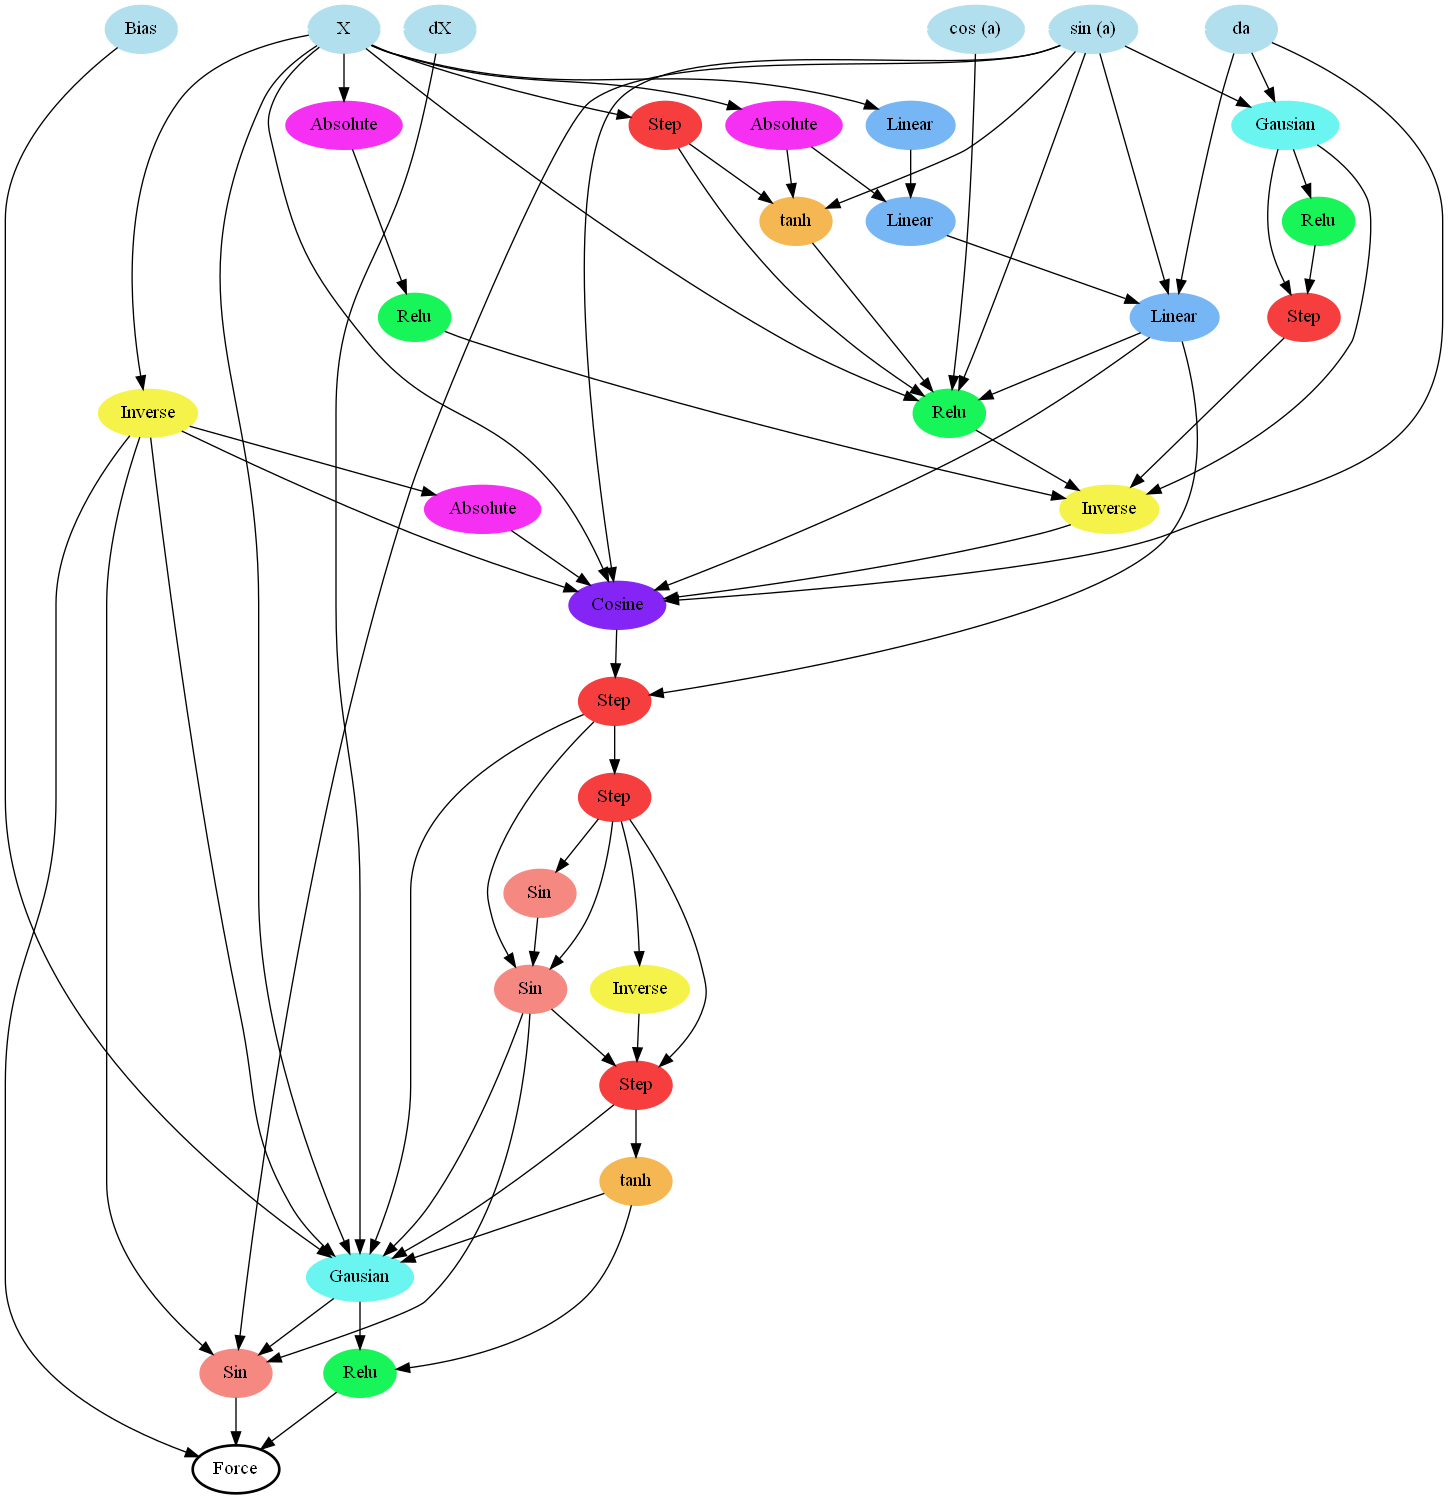 Bias
X
dX
cos (a)
sin (a)
da
Absolute
Step
Absolute
Linear
Gausian
tanh
Linear
Relu
Relu
Linear
Step
Inverse
Relu
Absolute
Inverse
Cosine
Step
Step
Sin
Sin
Inverse
Step
tanh
Gausian
Sin
Relu
Force